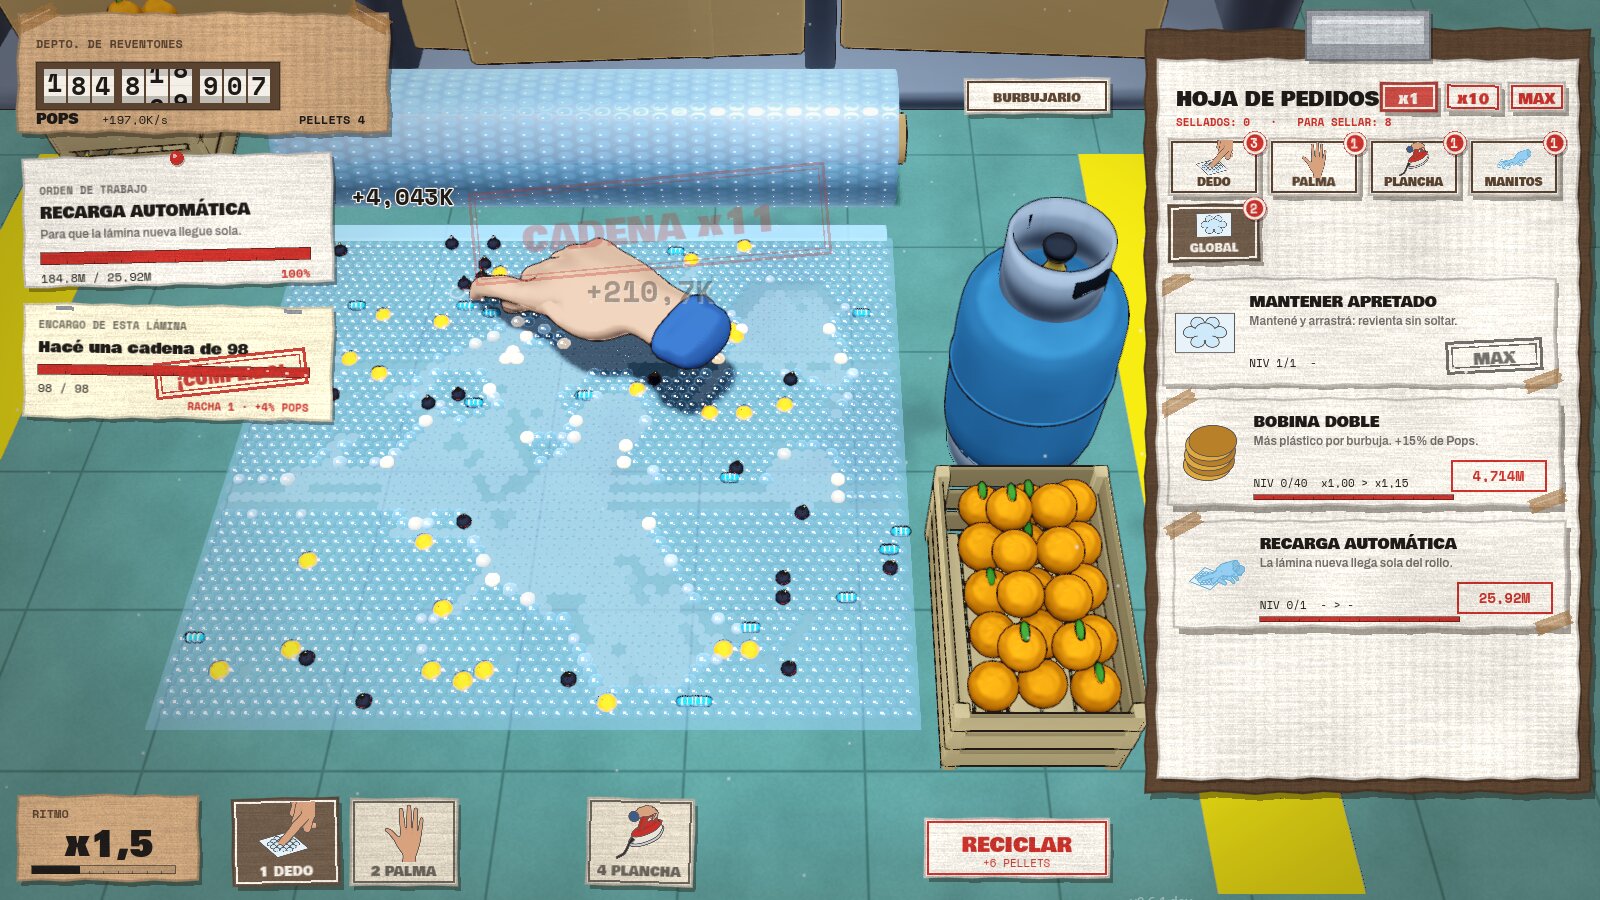 DEPTO. DE REVENTONES
POPS +197.0K/s PELLETS 4
ORDEN DE TRABAJO
RECARGA AUTOMÁTICA
Para que la lámina nueva llegue sola.
184,8M / 25,92M 100%
ENCARGO DE ESTA LÁMINA
Hacé una cadena de 98
98 / 98
RACHA 1 · +4% POPS
+4,043K
CADENA x11
+210,7K
BURBUJARIO
HOJA DE PEDIDOS x1 x10 MAX
SELLADOS: 0 · PARA SELLAR: 8
3 1 1 1
DEDO PALMA PLANCHA MANITOS
2
GLOBAL
MANTENER APRETADO
Mantené y arrastrá: revienta sin soltar.
NIV 1/1 -
MAX
BOBINA DOBLE
Más plástico por burbuja. +15% de Pops.
NIV 0/40 x1,00 > x1,15
4,714M
RECARGA AUTOMÁTICA
La lámina nueva llega sola del rollo.
NIV 0/1 - > -
25,92M
RITMO
x1,5
1 DEDO
2 PALMA
4 PLANCHA
RECICLAR
+6 PELLETS